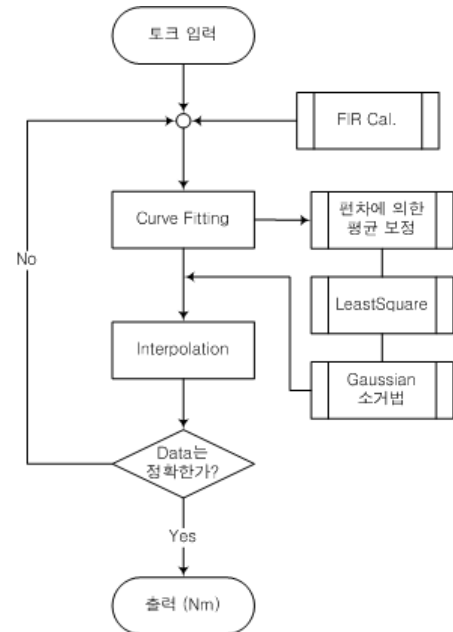 토크 입력
FIR Cal.
Curve Fitting
편차에 의한
평균 보정
No
LeastSquare
Interpolation
Gaussian
소거법
Data는
정확한가?
Yes
출력 (Nm)